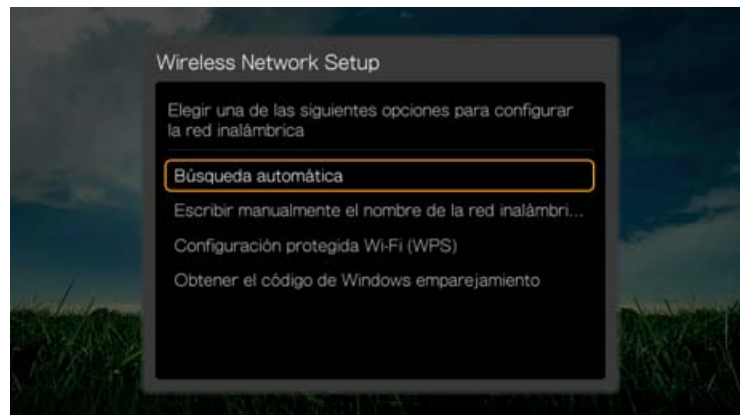 Wireless Network Setup
Elegir una de las siguientes opciones para configurar
la red inalámbrica
Búsqueda automática
Escribir manualmente el nombre de la red inalámbri...
Configuración protegida Wi-Fi (WPS)
Obtener el código de Windows emparejamiento